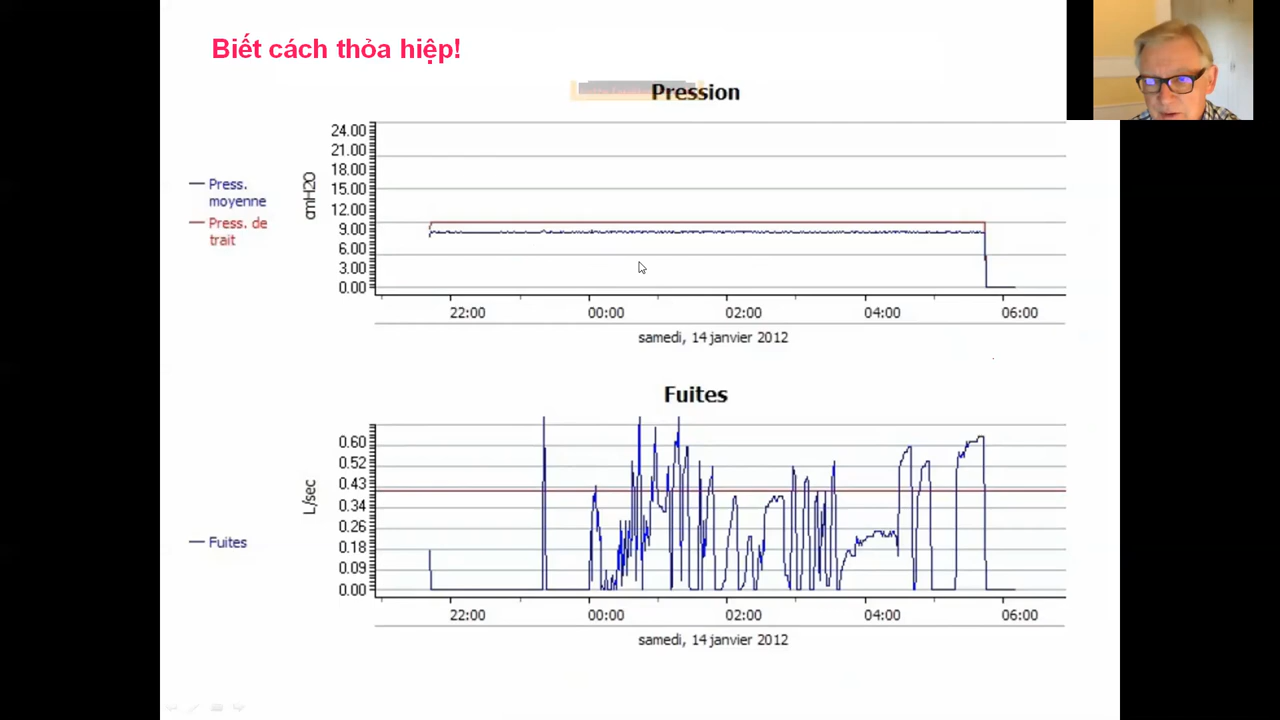 Biết cách thỏa hiệp!
Pression
24.00
21.00
18.00
15.00
12.00
9.00
6.00
3.00
0.00
cmH2O
Press.
moyenne
Press. de
trait
22:00 00:00 02:00 04:00 06:00
samedi, 14 janvier 2012
Fuites
0.60
0.52
0.43
0.34
0.26
0.18
0.09
0.00
L/sec
Fuites
22:00 00:00 02:00 04:00 06:00
samedi, 14 janvier 2012